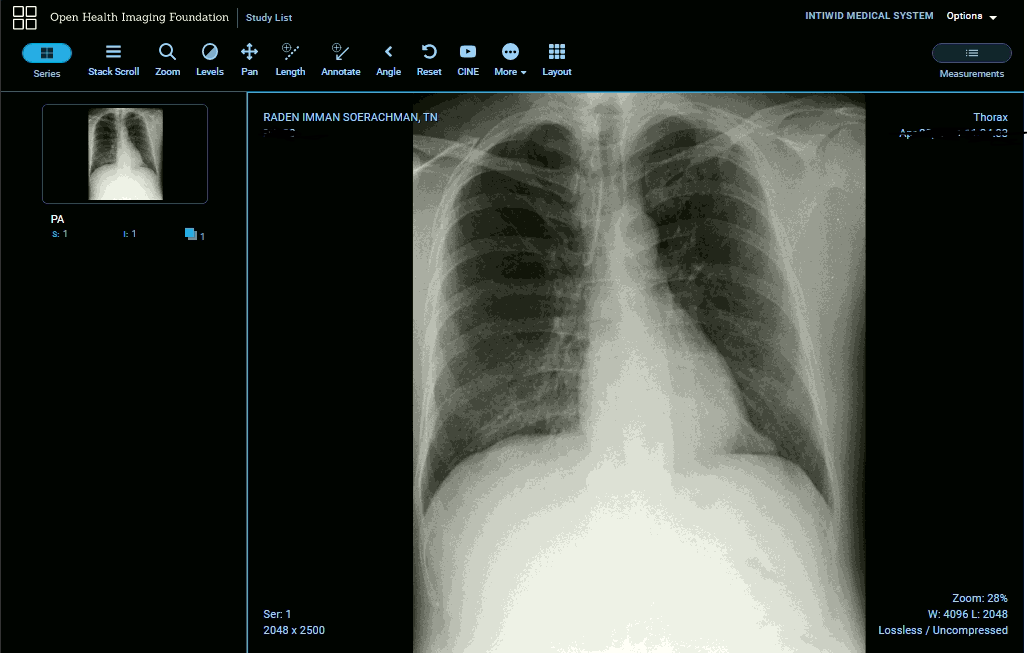 Open Health Imaging Foundation
Study List
INTIWID MEDICAL SYSTEM
Options
Series
Stack Scroll
Zoom
Levels
Pan
Length
Annotate
Angle
Reset
CINE
More
Layout
Measurements
PA
S: 1
I: 1
1
RADEN IMMAN SOERACHMAN, TN
Thorax
Ser: 1
2048 x 2500
Zoom: 28%
W: 4096 L: 2048
Lossless / Uncompressed